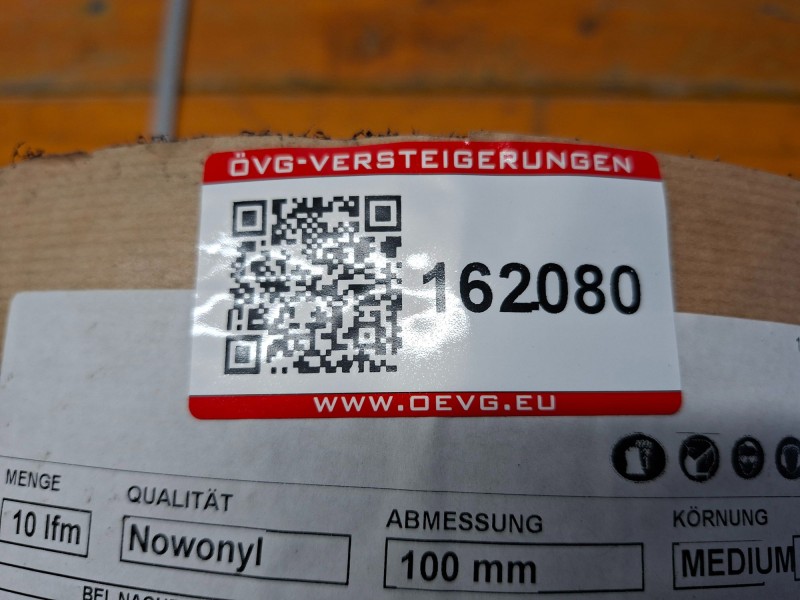 ÖVG-VERSTEIGERUNGEN
162080
WWW.OEVG.EU
MENGE
10 lfm
QUALITÄT
Nowonyl
ABMESSUNG
100 mm
KÖRNUNG
MEDIUM